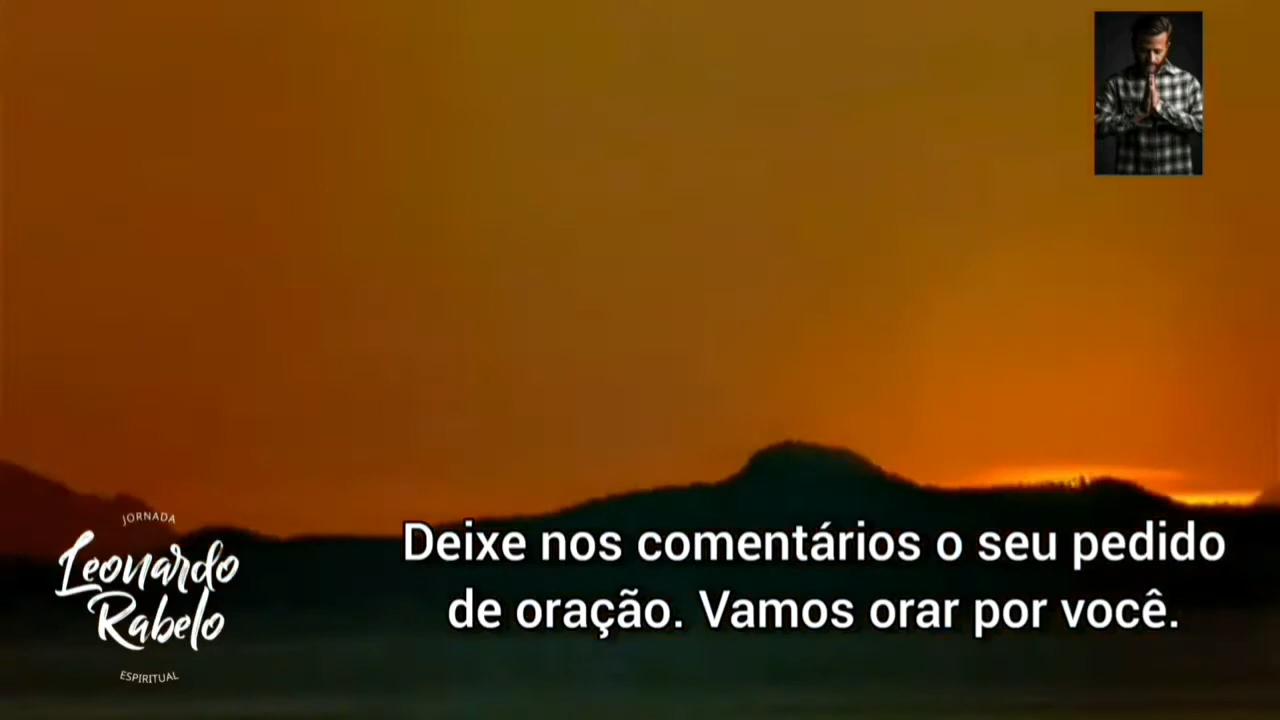 JORNADA
Leonardo
Rabelo
ESPIRITUAL
Deixe nos comentários o seu pedido
de oração. Vamos orar por você.